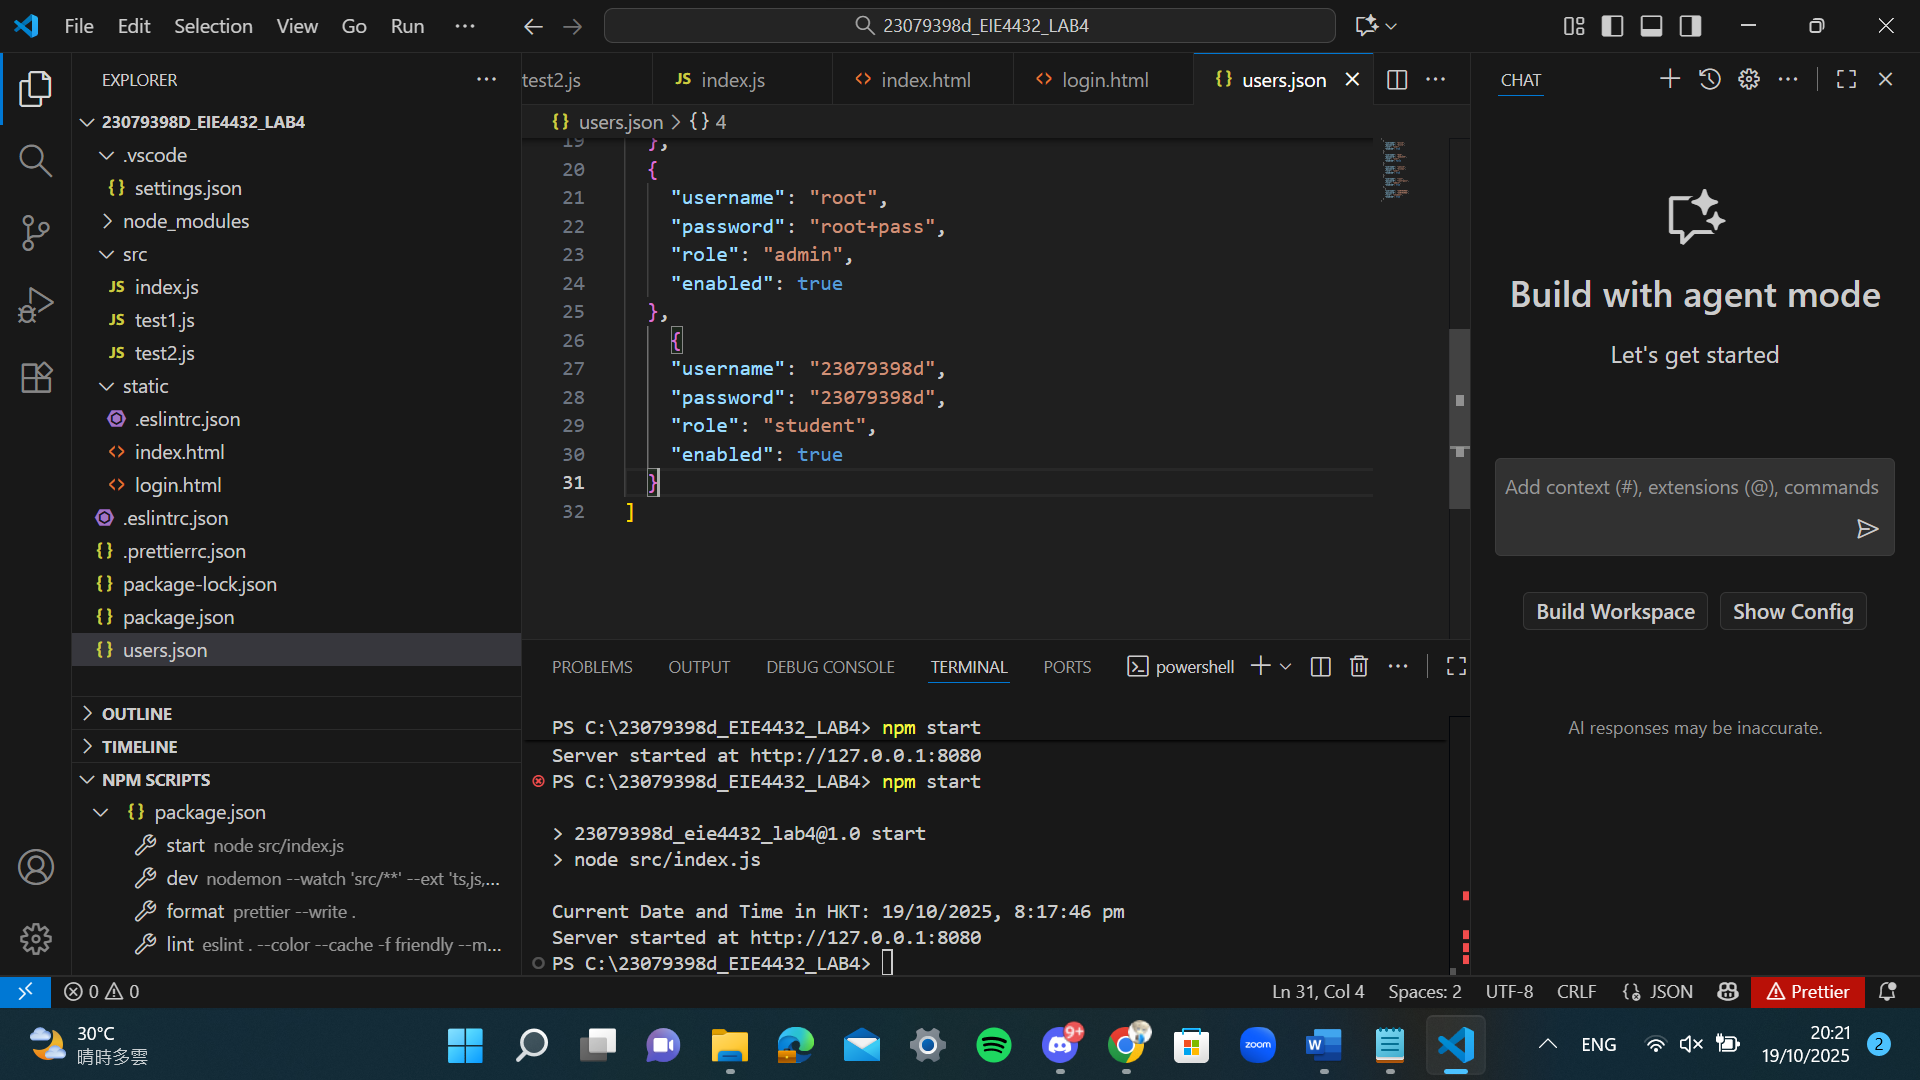 File Edit Selection View Go Run ···
23079398d_EIE4432_LAB4
EXPLORER
23079398D_EIE4432_LAB4
.vscode
{} settings.json
node_modules
src
JS index.js
JS test1.js
JS test2.js
static
.eslintrc.json
<> index.html
<> login.html
.eslintrc.json
{} .prettierrc.json
{} package-lock.json
{} package.json
{} users.json
OUTLINE
TIMELINE
NPM SCRIPTS
{} package.json
start node src/index.js
dev nodemon --watch 'src/**' --ext 'ts,js,...
format prettier --write .
lint eslint . --color --cache -f friendly --m...
test2.js
JS index.js
<> index.html
<> login.html
{} users.json
{} users.json > {} 4
19 },
20 {
21 "username": "root",
22 "password": "root+pass",
23 "role": "admin",
24 "enabled": true
25 },
26 {
27 "username": "23079398d",
28 "password": "23079398d",
29 "role": "student",
30 "enabled": true
31 }
32 ]
PROBLEMS OUTPUT DEBUG CONSOLE TERMINAL PORTS powershell
PS C:\23079398d_EIE4432_LAB4> npm start
Server started at http://127.0.0.1:8080
PS C:\23079398d_EIE4432_LAB4> npm start
> 23079398d_eie4432_lab4@1.0 start
> node src/index.js
Current Date and Time in HKT: 19/10/2025, 8:17:46 pm
Server started at http://127.0.0.1:8080
PS C:\23079398d_EIE4432_LAB4>
CHAT
Build with agent mode
Let's get started
Add context (#), extensions (@), commands
Build Workspace Show Config
AI responses may be inaccurate.
0 0
Ln 31, Col 4 Spaces: 2 UTF-8 CRLF {} JSON Prettier
30°C
晴時多雲
9+
zoom
W
ENG
20:21
19/10/2025
2